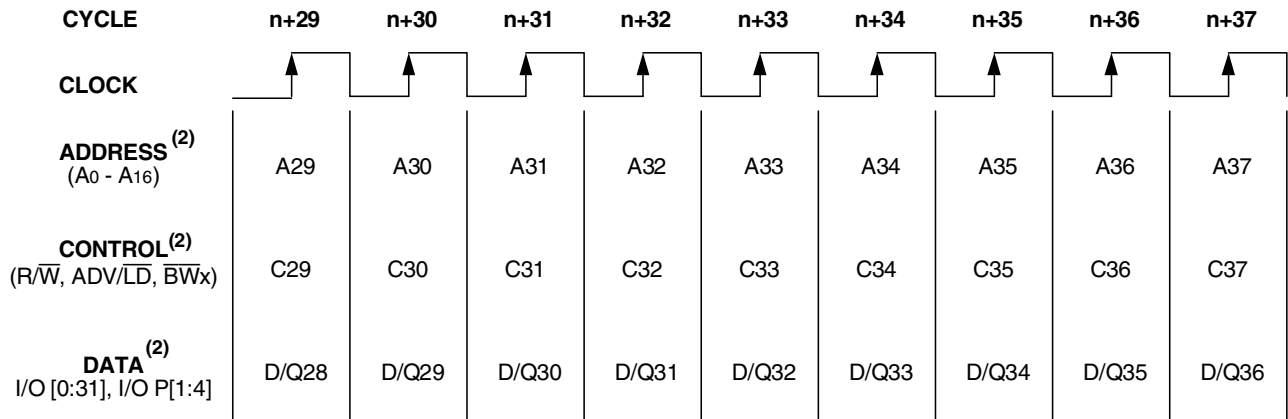 CYCLE n+29 n+30 n+31 n+32 n+33 n+34 n+35 n+36 n+37
CLOCK
ADDRESS(2)
(A0 - A16) A29 A30 A31 A32 A33 A34 A35 A36 A37
CONTROL(2)
(R/W̅, ADV/L̅D̅, B̅W̅x) C29 C30 C31 C32 C33 C34 C35 C36 C37
DATA(2)
I/O [0:31], I/O P[1:4] D/Q28 D/Q29 D/Q30 D/Q31 D/Q32 D/Q33 D/Q34 D/Q35 D/Q36